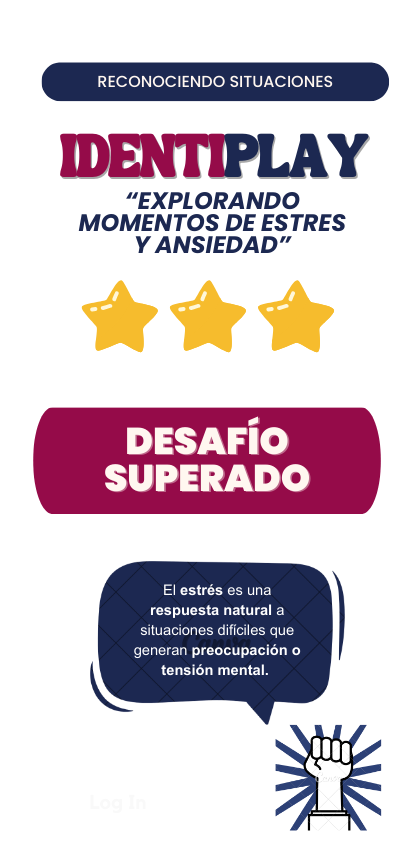 RECONOCIENDO SITUACIONES
IDENTIPLAY
“EXPLORANDO
MOMENTOS DE ESTRES
Y ANSIEDAD”
DESAFÍO
SUPERADO
El estrés es una
respuesta natural a
situaciones difíciles que
generan preocupación o
tensión mental.
Log In